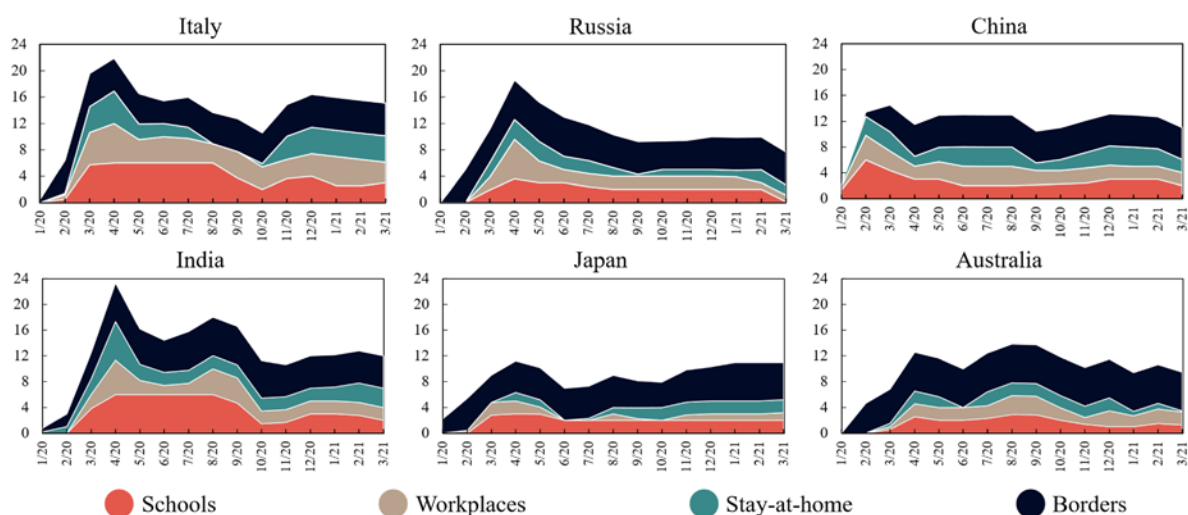 Italy Russia China
24 24 24
20 20 20
16 16 16
12 12 12
8 8 8
4 4 4
0 0 0
1/20 2/20 3/20 4/20 5/20 6/20 7/20 8/20 9/20 10/20 11/20 12/20 1/21 2/21 3/21 1/20 2/20 3/20 4/20 5/20 6/20 7/20 8/20 9/20 10/20 11/20 12/20 1/21 2/21 3/21 1/20 2/20 3/20 4/20 5/20 6/20 7/20 8/20 9/20 10/20 11/20 12/20 1/21 2/21 3/21
India Japan Australia
24 24 24
20 20 20
16 16 16
12 12 12
8 8 8
4 4 4
0 0 0
1/20 2/20 3/20 4/20 5/20 6/20 7/20 8/20 9/20 10/20 11/20 12/20 1/21 2/21 3/21 1/20 2/20 3/20 4/20 5/20 6/20 7/20 8/20 9/20 10/20 11/20 12/20 1/21 2/21 3/21 1/20 2/20 3/20 4/20 5/20 6/20 7/20 8/20 9/20 10/20 11/20 12/20 1/21 2/21 3/21
Schools Workplaces Stay-at-home Borders